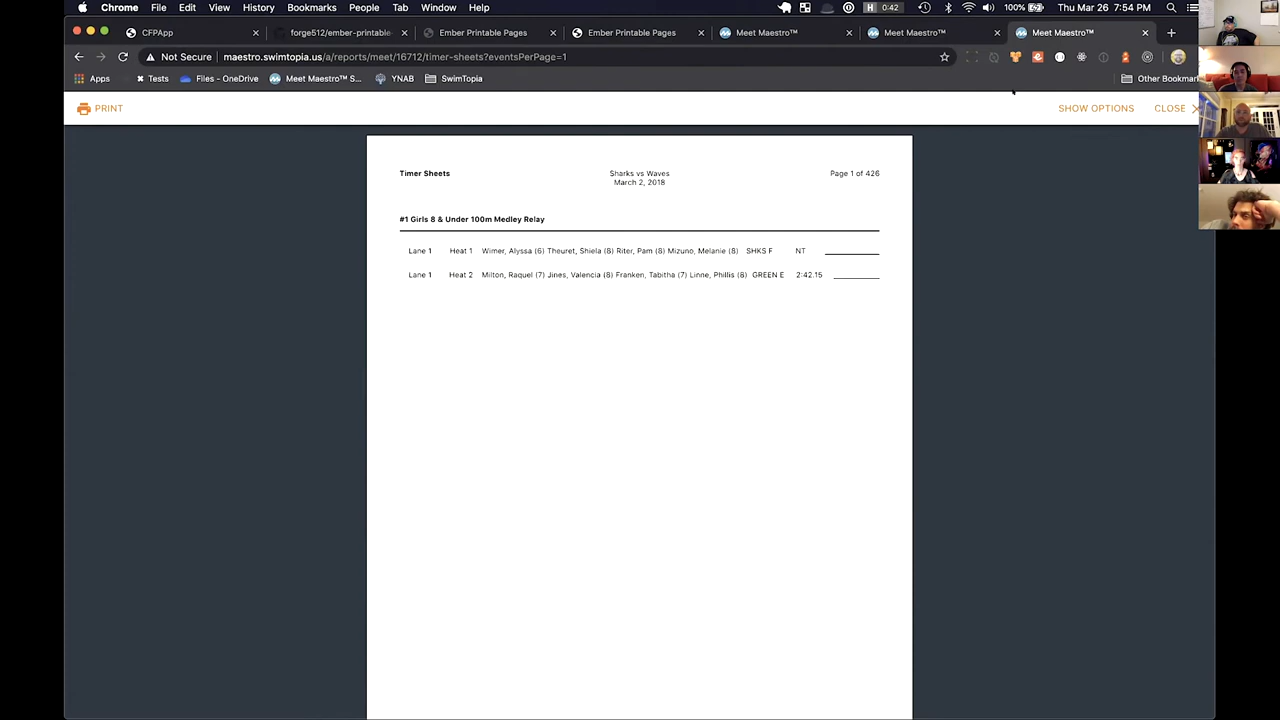 Chrome File Edit View History Bookmarks People Tab Window Help H 0:42 100% Thu Mar 26 7:54 PM
CFPApp forge512/ember-printable- Ember Printable Pages Ember Printable Pages Meet Maestro™ Meet Maestro™ Meet Maestro™
Not Secure maestro.swimtopia.us/a/reports/meet/16712/timer-sheets?eventsPerPage=1
Apps Tests Files - OneDrive Meet Maestro™ S... YNAB SwimTopia Other Bookmar
PRINT SHOW OPTIONS CLOSE
Timer Sheets Sharks vs Waves Page 1 of 426
March 2, 2018
#1 Girls 8 & Under 100m Medley Relay
Lane 1 Heat 1 Wimer, Alyssa (6) Theuret, Shiela (8) Riter, Pam (8) Mizuno, Melanie (8) SHKS F NT
Lane 1 Heat 2 Milton, Raquel (7) Jines, Valencia (8) Franken, Tabitha (7) Linne, Phillis (8) GREEN E 2:42.15